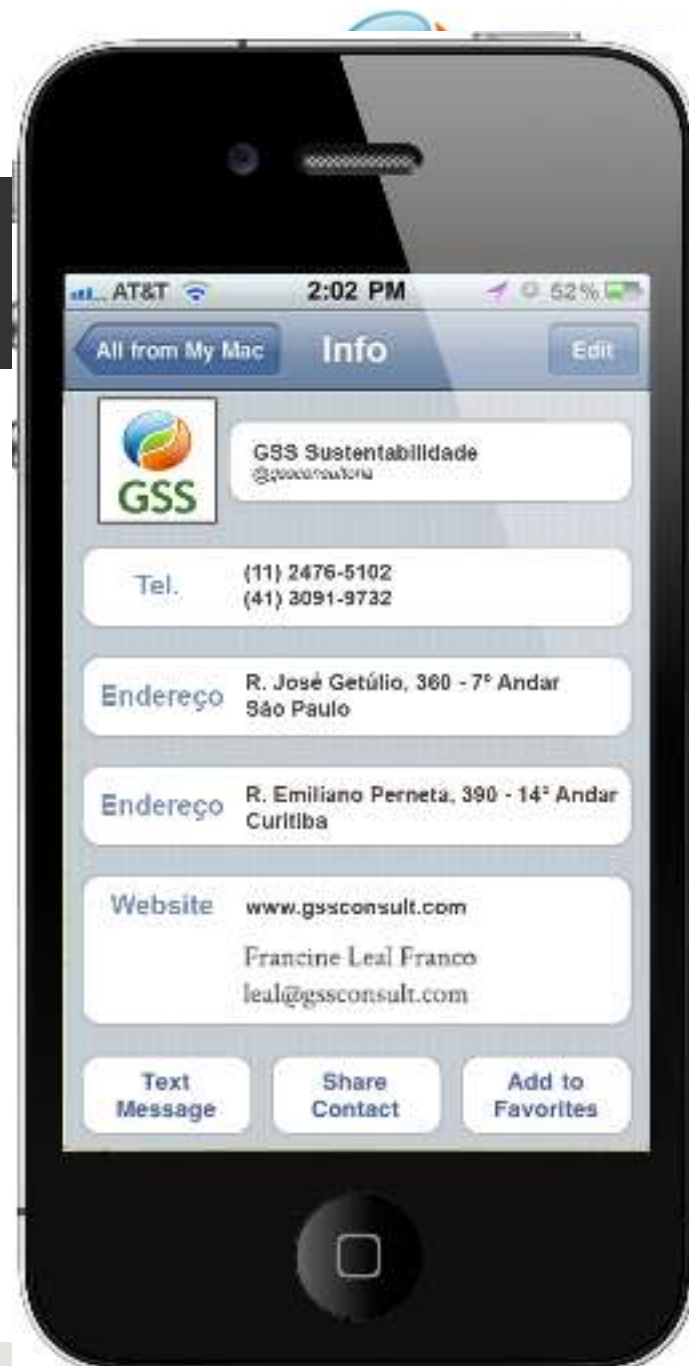 AT&T 2:02 PM 52%
All from My Mac Info Edit
GSS
GSS Sustentabilidade
@gssconsultoria
Tel. (11) 2476-5102
(41) 3091-9732
Endereço R. José Getúlio, 360 - 7º Andar
São Paulo
Endereço R. Emiliano Perneta, 390 - 14º Andar
Curitiba
Website www.gssconsult.com
Francine Leal Franco
leal@gssconsult.com
Text Message
Share Contact
Add to Favorites